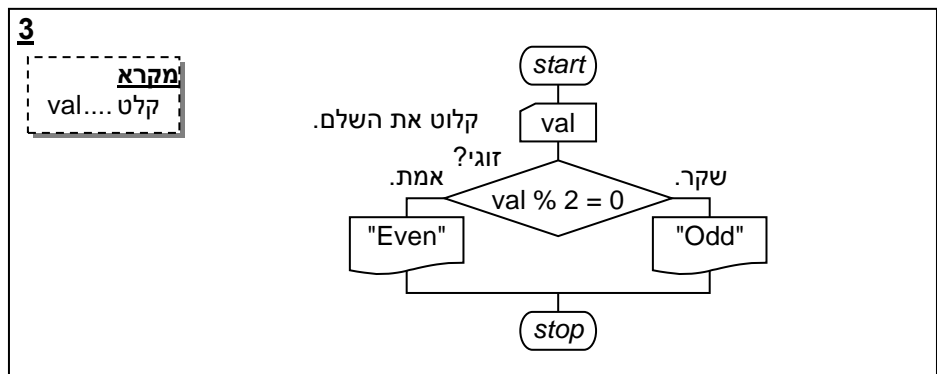 3
מקרא
קלט ....val
start
קלוט את השלם.
val
זוגי?
אמת.
שקר.
val % 2 = 0
"Even"
"Odd"
stop